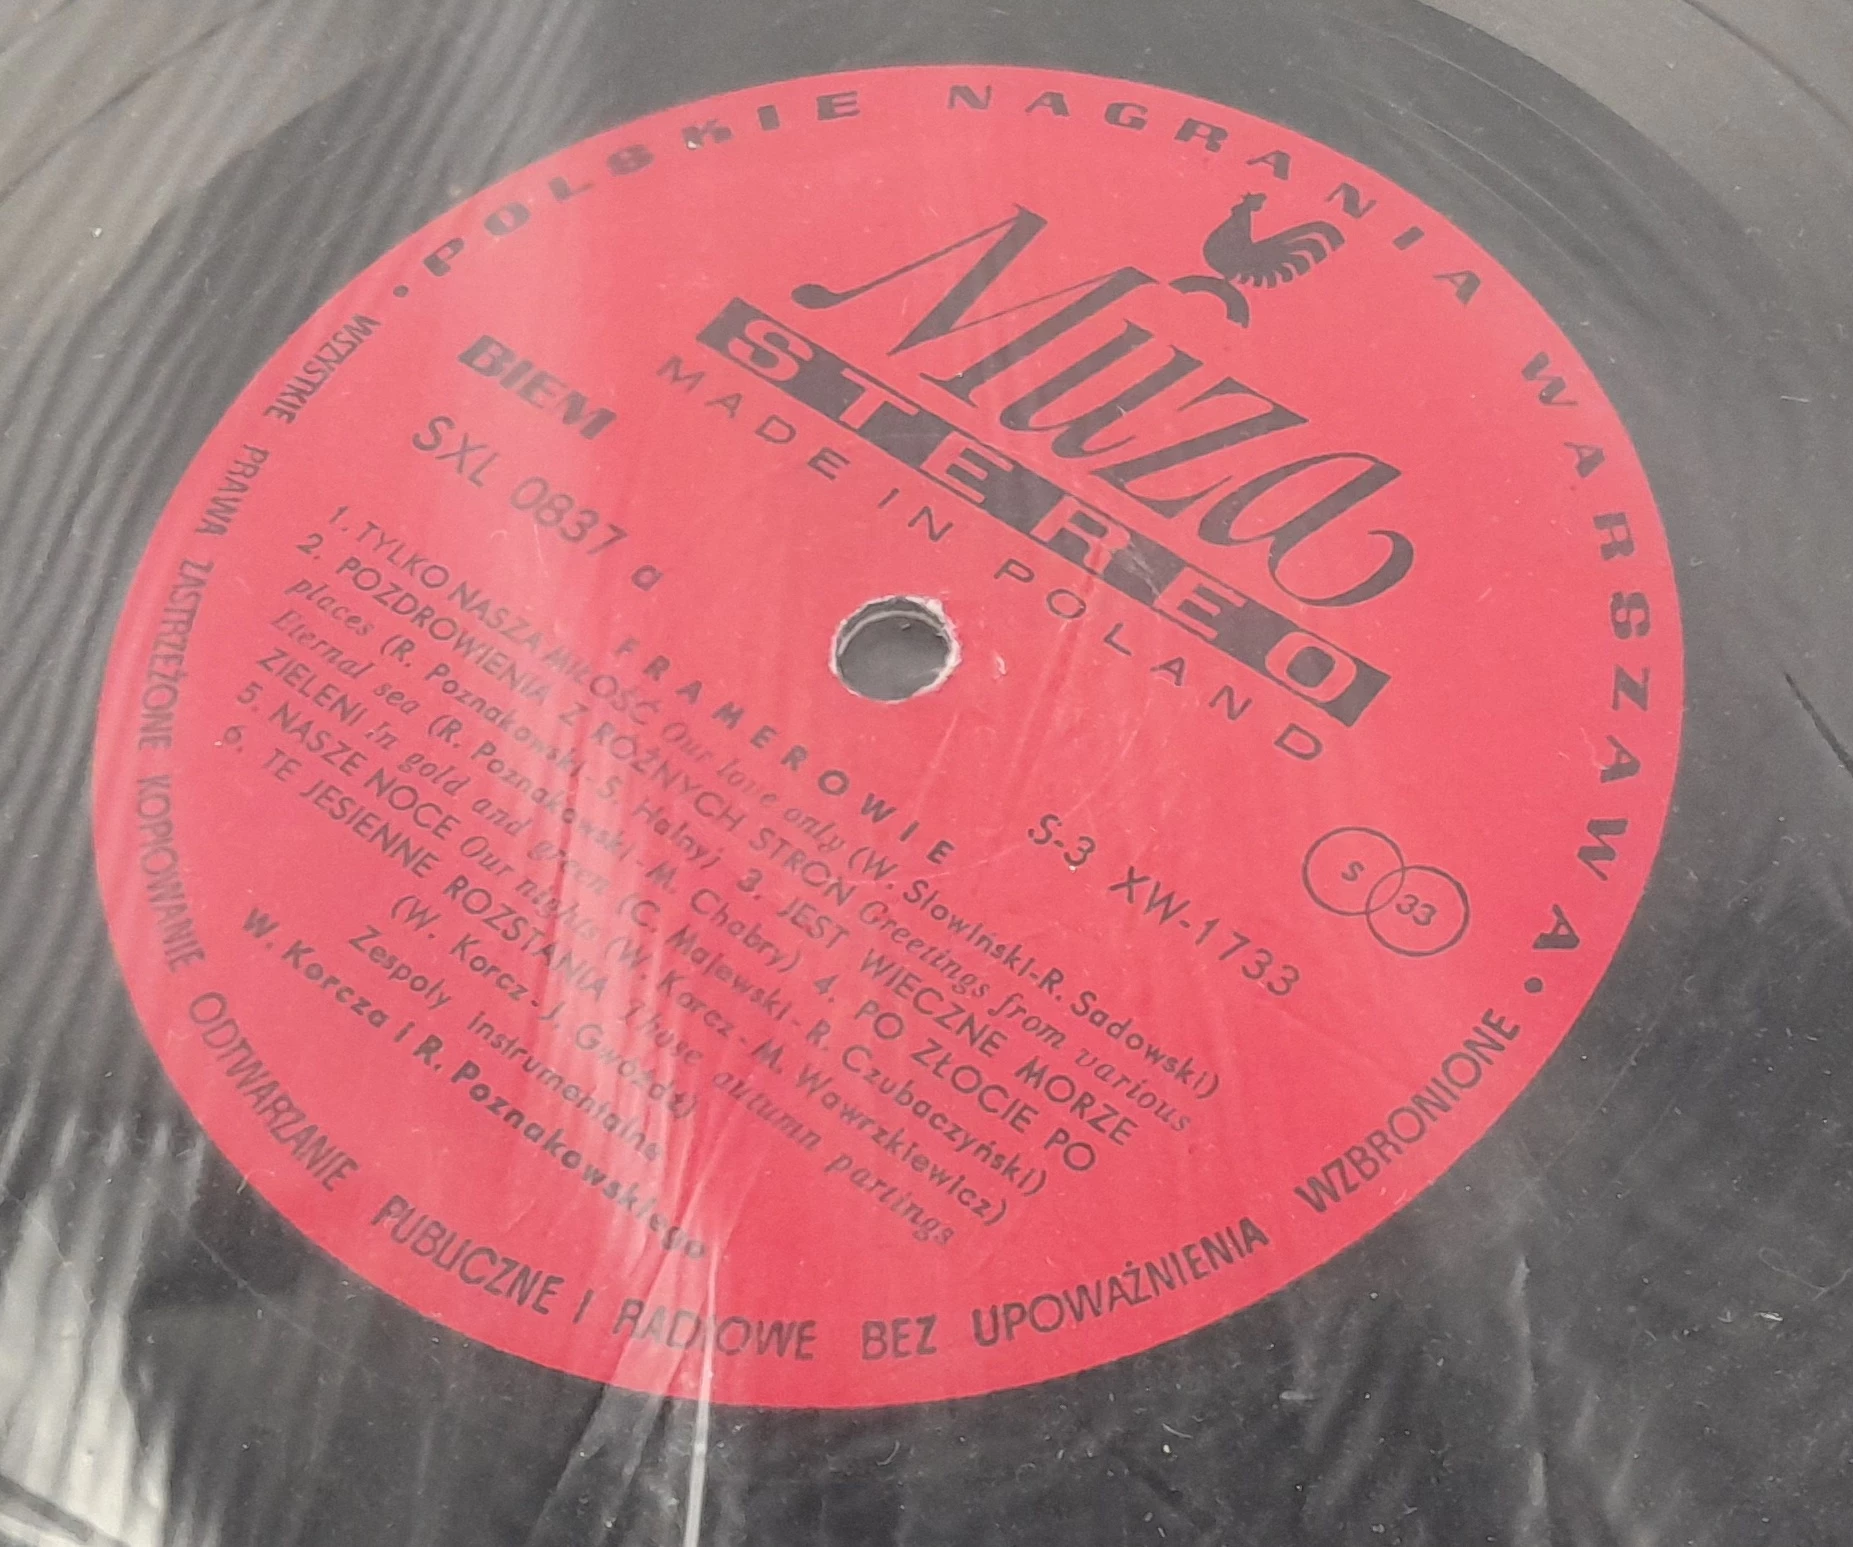 • POLSKIE NAGRANIA WARSZAWA •
Muza
STEREO
MADE IN POLAND
BIEM
SXL 0837 a
S-3 XW-1733
S 33
FRAMEROWIE
1. TYLKO NASZA MIŁOŚĆ Our love only (W. Słowiński-R. Sadowski)
2. POZDROWIENIA Z RÓŻNYCH STRON Greetings from various
places (R. Poznakowski-S. Halny) 3. JEST WIECZNE MORZE
Eternal sea (R. Poznakowski-M. Chabry) 4. PO ZŁOCIE PO
ZIELENI In gold and green (C. Majewski-R. Czubaczyński)
5. NASZE NOCE Our nights (W. Korcz-M. Wawrzkiewicz)
6. TE JESIENNE ROZSTANIA Those autumn partings
(W. Korcz-J. Gwóźdź)
Zespoły instrumentalne
W. Korcza i R. Poznakowskiego
WSZYSTKIE PRAWA ZASTRZEŻONE KOPIOWANIE ODTWARZANIE PUBLICZNE I RADIOWE BEZ UPOWAŻNIENIA WZBRONIONE